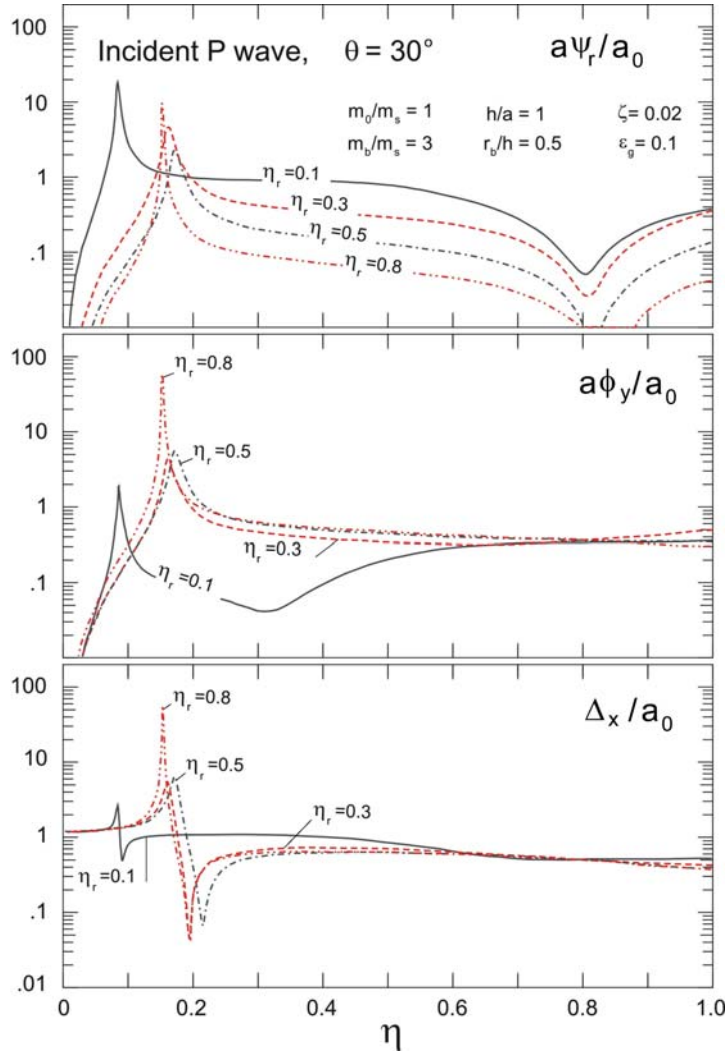 Incident P wave, θ = 30° aψr/a0
m0/ms = 1 h/a = 1 ζ= 0.02
mb/ms = 3 rb/h = 0.5 εg = 0.1
100
10
1
.1
ηr=0.1
ηr=0.3
ηr=0.5
ηr=0.8
aϕy/a0
100
10
1
.1
ηr=0.8
ηr=0.5
ηr=0.3
ηr=0.1
Δx/a0
100
10
1
.1
.01
ηr=0.8
ηr=0.5
ηr=0.3
ηr=0.1
0 0.2 0.4 0.6 0.8 1.0
η